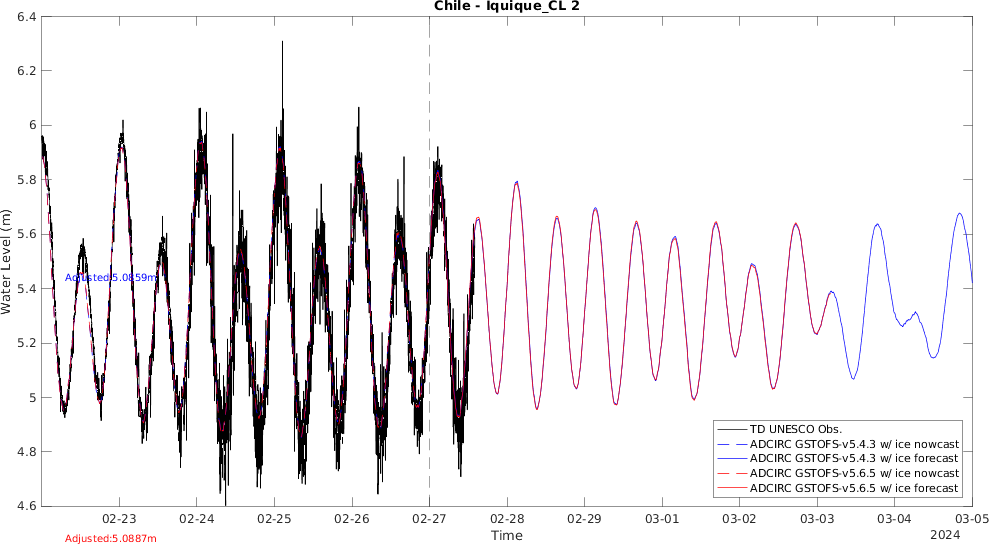 Chile - Iquique_CL 2
Water Level (m)
6.4
6.2
6
5.8
5.6
5.4
5.2
5
4.8
4.6
Adjusted:5.0859m
TD UNESCO Obs.
ADCIRC GSTOFS-v5.4.3 w/ ice nowcast
ADCIRC GSTOFS-v5.4.3 w/ ice forecast
ADCIRC GSTOFS-v5.6.5 w/ ice nowcast
ADCIRC GSTOFS-v5.6.5 w/ ice forecast
02-23 02-24 02-25 02-26 02-27 02-28 02-29 03-01 03-02 03-03 03-04 03-05
Time
2024
Adjusted:5.0887m